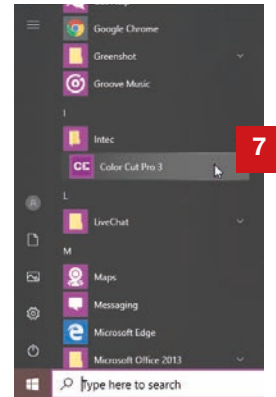 Google Chrome
Greenshot
Groove Music
I
Intec
7
CC Color Cut Pro 3
L
LiveChat
M
Maps
Messaging
Microsoft Edge
Microsoft Office 2013
Type here to search